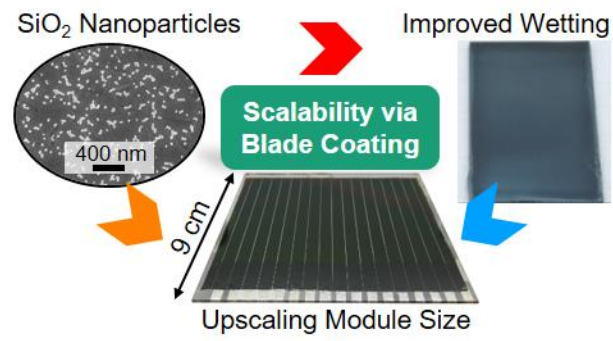 SiO₂ Nanoparticles
Improved Wetting
400 nm
Scalability via
Blade Coating
9 cm
Upscaling Module Size